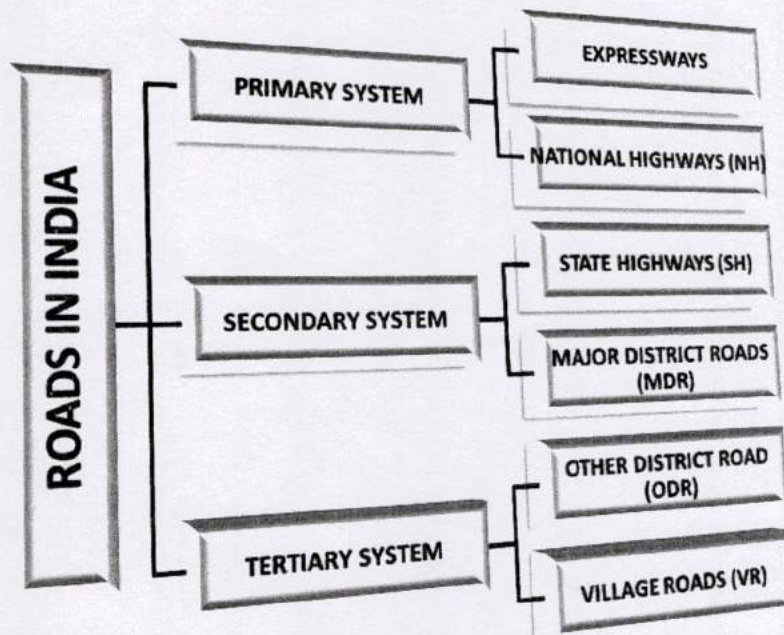 ROADS IN INDIA
PRIMARY SYSTEM
EXPRESSWAYS
NATIONAL HIGHWAYS (NH)
SECONDARY SYSTEM
STATE HIGHWAYS (SH)
MAJOR DISTRICT ROADS
(MDR)
TERTIARY SYSTEM
OTHER DISTRICT ROAD
(ODR)
VILLAGE ROADS (VR)